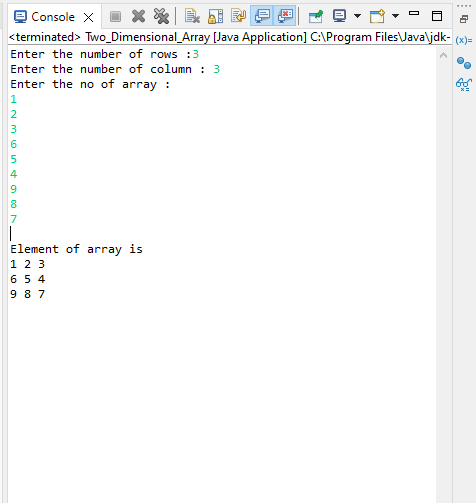 Console
<terminated> Two_Dimensional_Array [Java Application] C:\Program Files\Java\jdk-
(x)=
Enter the number of rows :3
Enter the number of column : 3
Enter the no of array :
1
2
3
6
5
4
9
8
7
Element of array is
1 2 3
6 5 4
9 8 7